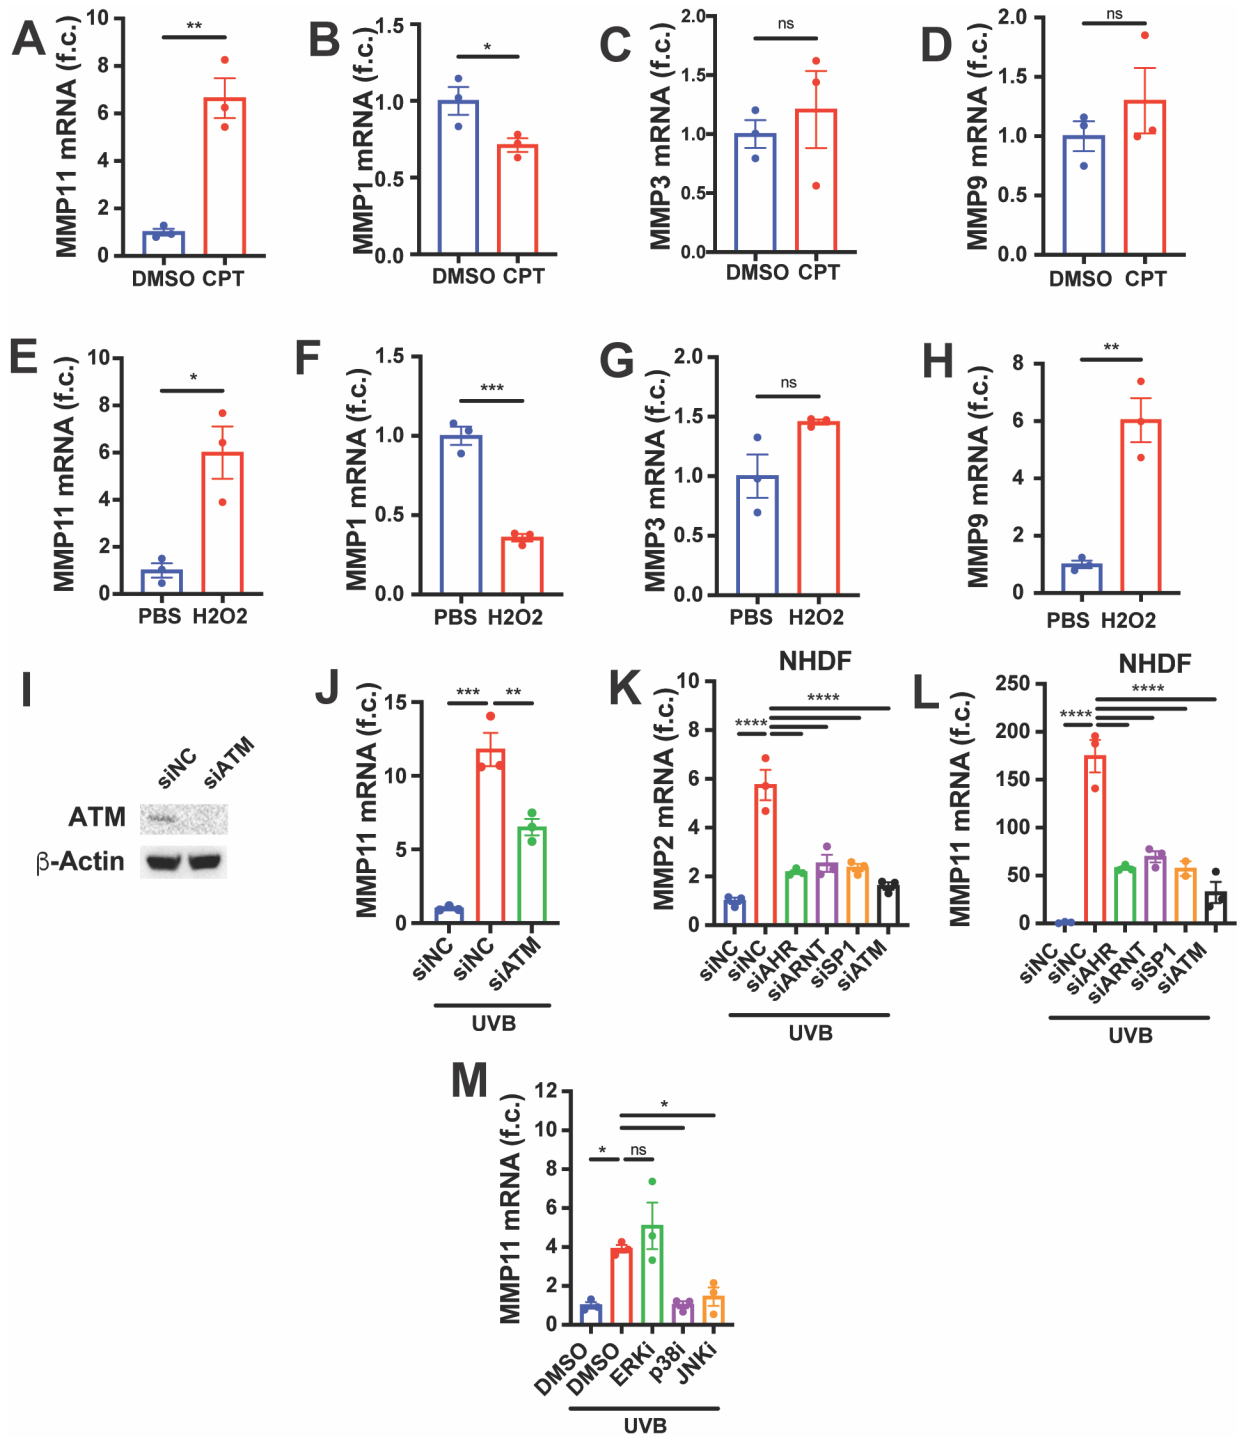 A
MMP11 mRNA (f.c.)
10
8
6
4
2
0
**
DMSO CPT
B
MMP1 mRNA (f.c.)
1.5
1.0
0.5
0.0
*
DMSO CPT
C
MMP3 mRNA (f.c.)
2.0
1.5
1.0
0.5
0.0
ns
DMSO CPT
D
MMP9 mRNA (f.c.)
2.0
1.5
1.0
0.5
0.0
ns
DMSO CPT
E
MMP11 mRNA (f.c.)
10
8
6
4
2
0
*
PBS H2O2
F
MMP1 mRNA (f.c.)
1.5
1.0
0.5
0.0
***
PBS H2O2
G
MMP3 mRNA (f.c.)
2.0
1.5
1.0
0.5
0.0
ns
PBS H2O2
H
MMP9 mRNA (f.c.)
8
6
4
2
0
**
PBS H2O2
I
siNC siATM
ATM
β-Actin
J
MMP11 mRNA (f.c.)
15
10
5
0
*** **
siNC siNC siATM
UVB
K
NHDF
MMP2 mRNA (f.c.)
10
8
6
4
2
0
****
****
siNC siNC siAHR siARNT siSP1 siATM
UVB
L
NHDF
MMP11 mRNA (f.c.)
250
200
150
100
50
0
****
****
siNC siNC siAHR siARNT siSP1 siATM
UVB
M
MMP11 mRNA (f.c.)
12
10
8
6
4
2
0
*
* ns
DMSO DMSO ERKi p38i JNKi
UVB